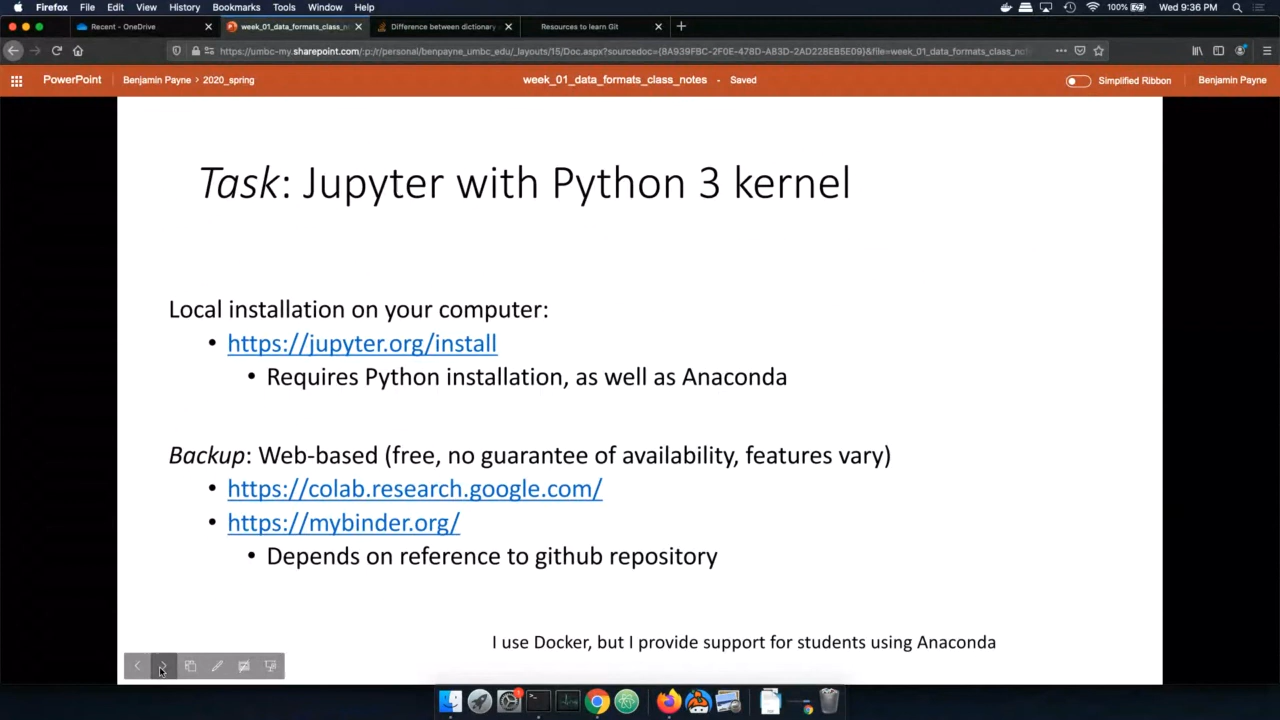 Firefox File Edit View History Bookmarks Tools Window Help 100% Wed 9:36 PM
Recent - OneDrive
week_01_data_formats_class_n
Difference between dictionary
Resources to learn Git
https://umbc-my.sharepoint.com/:p:/r/personal/benpayne_umbc_edu/_layouts/15/Doc.aspx?sourcedoc={8A939FBC-2F0E-478D-AB3D-2AD228EB5E09}&file=week_01_data_formats_class_no
PowerPoint Benjamin Payne > 2020_spring week_01_data_formats_class_notes - Saved Simplified Ribbon Benjamin Payne
Task: Jupyter with Python 3 kernel
Local installation on your computer:
• https://jupyter.org/install
• Requires Python installation, as well as Anaconda
Backup: Web-based (free, no guarantee of availability, features vary)
• https://colab.research.google.com/
• https://mybinder.org/
• Depends on reference to github repository
I use Docker, but I provide support for students using Anaconda